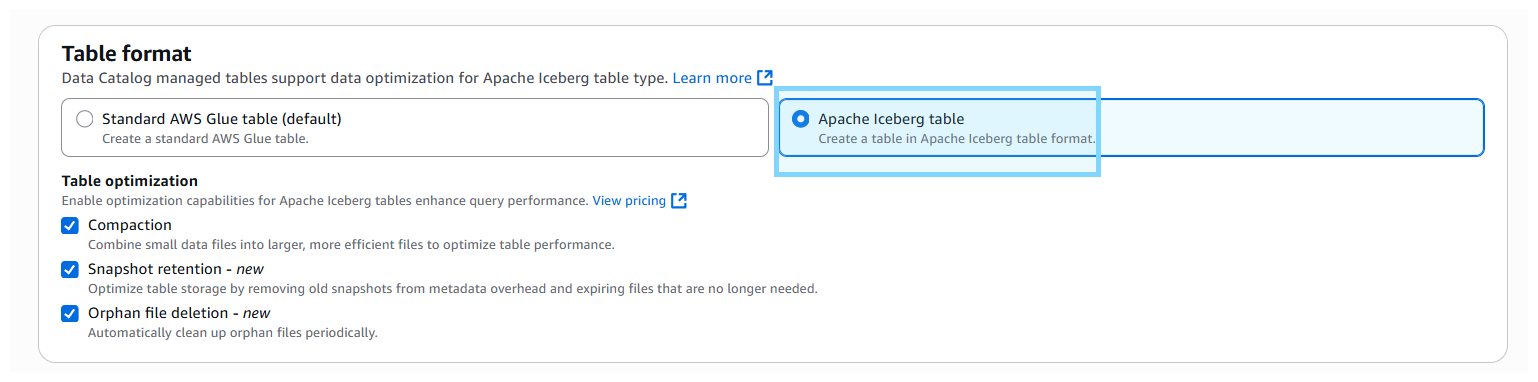 Table format
Data Catalog managed tables support data optimization for Apache Iceberg table type. Learn more
Standard AWS Glue table (default)
Create a standard AWS Glue table.
Apache Iceberg table
Create a table in Apache Iceberg table format.
Table optimization
Enable optimization capabilities for Apache Iceberg tables enhance query performance. View pricing
Compaction
Combine small data files into larger, more efficient files to optimize table performance.
Snapshot retention - new
Optimize table storage by removing old snapshots from metadata overhead and expiring files that are no longer needed.
Orphan file deletion - new
Automatically clean up orphan files periodically.